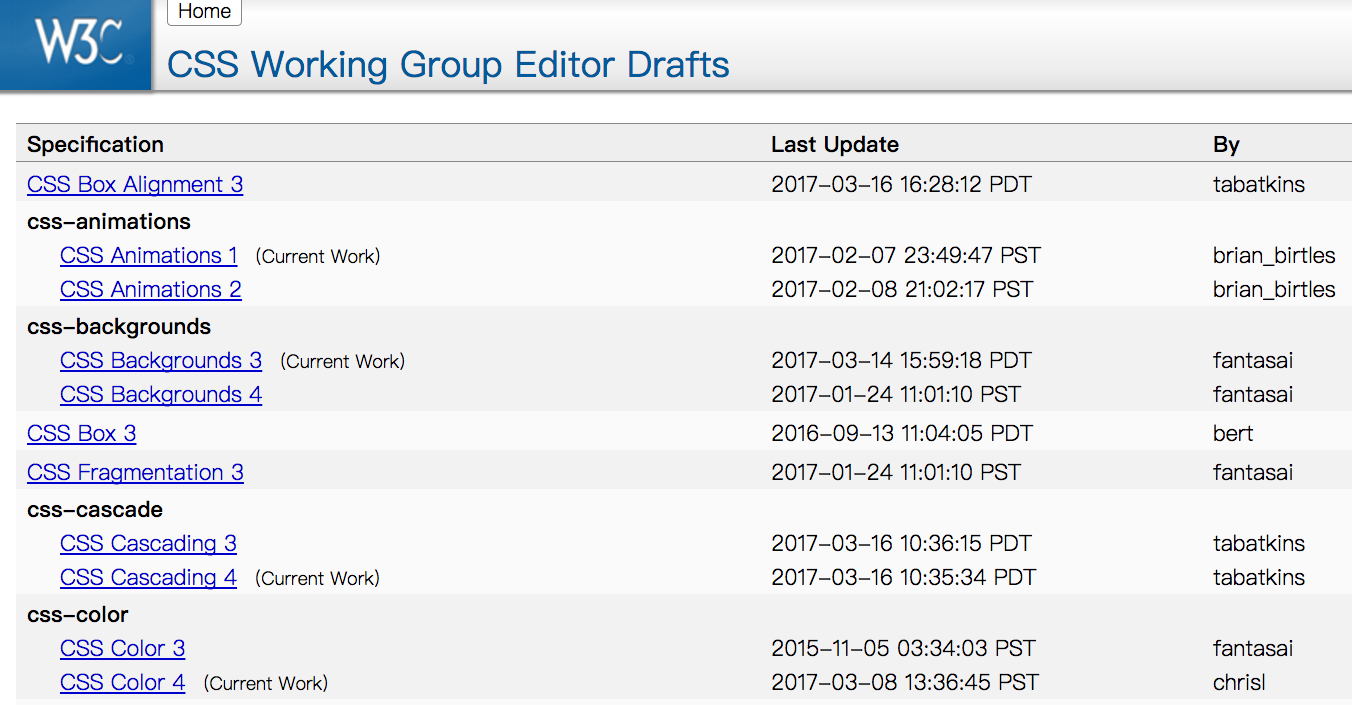 Home
W3C®
CSS Working Group Editor Drafts
Specification Last Update By
CSS Box Alignment 3 2017-03-16 16:28:12 PDT tabatkins
css-animations
CSS Animations 1 (Current Work) 2017-02-07 23:49:47 PST brian_birtles
CSS Animations 2 2017-02-08 21:02:17 PST brian_birtles
css-backgrounds
CSS Backgrounds 3 (Current Work) 2017-03-14 15:59:18 PDT fantasai
CSS Backgrounds 4 2017-01-24 11:01:10 PST fantasai
CSS Box 3 2016-09-13 11:04:05 PDT bert
CSS Fragmentation 3 2017-01-24 11:01:10 PST fantasai
css-cascade
CSS Cascading 3 2017-03-16 10:36:15 PDT tabatkins
CSS Cascading 4 (Current Work) 2017-03-16 10:35:34 PDT tabatkins
css-color
CSS Color 3 2015-11-05 03:34:03 PST fantasai
CSS Color 4 (Current Work) 2017-03-08 13:36:45 PST chrisl